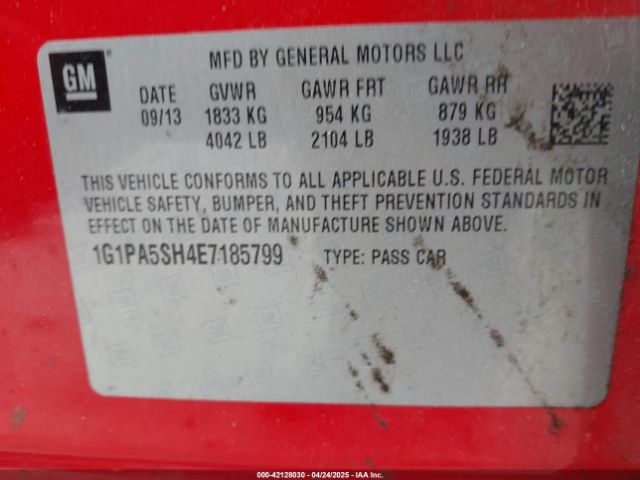 GM
MFD BY GENERAL MOTORS LLC
DATE GVWR GAWR FRT GAWR RR
09/13 1833 KG 954 KG 879 KG
4042 LB 2104 LB 1938 LB
THIS VEHICLE CONFORMS TO ALL APPLICABLE U.S. FEDERAL MOTOR
VEHICLE SAFETY, BUMPER, AND THEFT PREVENTION STANDARDS IN
EFFECT ON THE DATE OF MANUFACTURE SHOWN ABOVE.
1G1PA5SH4E7185799 TYPE: PASS CAR
000-42128030 - 04/24/2025 - IAAI.COM